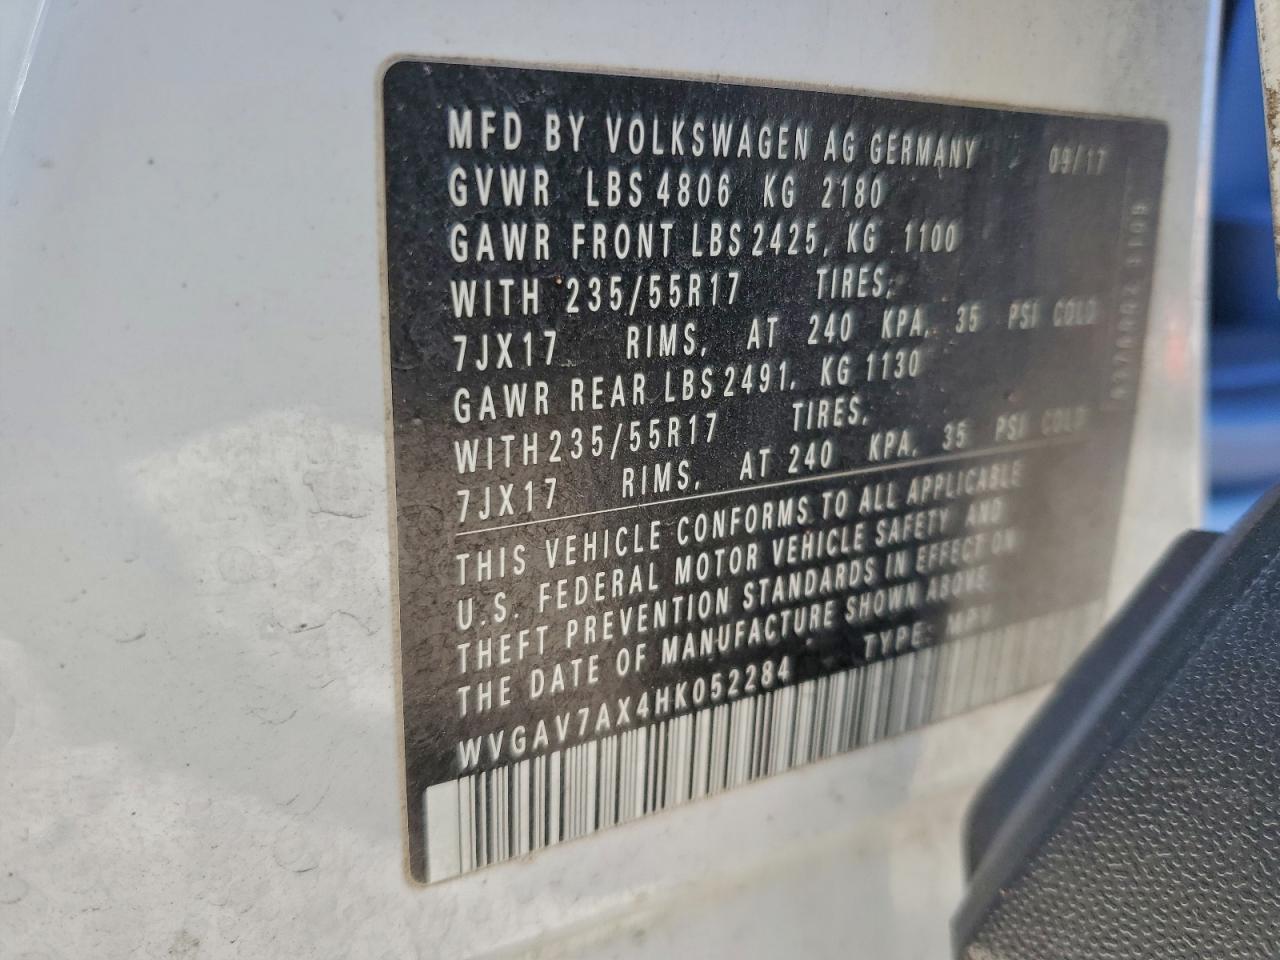 MFD BY VOLKSWAGEN AG GERMANY 09/17
GVWR LBS 4806 KG 2180
GAWR FRONT LBS 2425, KG 1100
WITH 235/55R17 TIRES,
7JX17 RIMS, AT 240 KPA, 35 PSI COLD
GAWR REAR LBS 2491, KG 1130
WITH 235/55R17 TIRES,
7JX17 RIMS, AT 240 KPA, 35 PSI COLD
THIS VEHICLE CONFORMS TO ALL APPLICABLE
U.S. FEDERAL MOTOR VEHICLE SAFETY AND
THEFT PREVENTION STANDARDS IN EFFECT ON
THE DATE OF MANUFACTURE SHOWN ABOVE.
WVGAV7AX4HK052284 TYPE: MPV